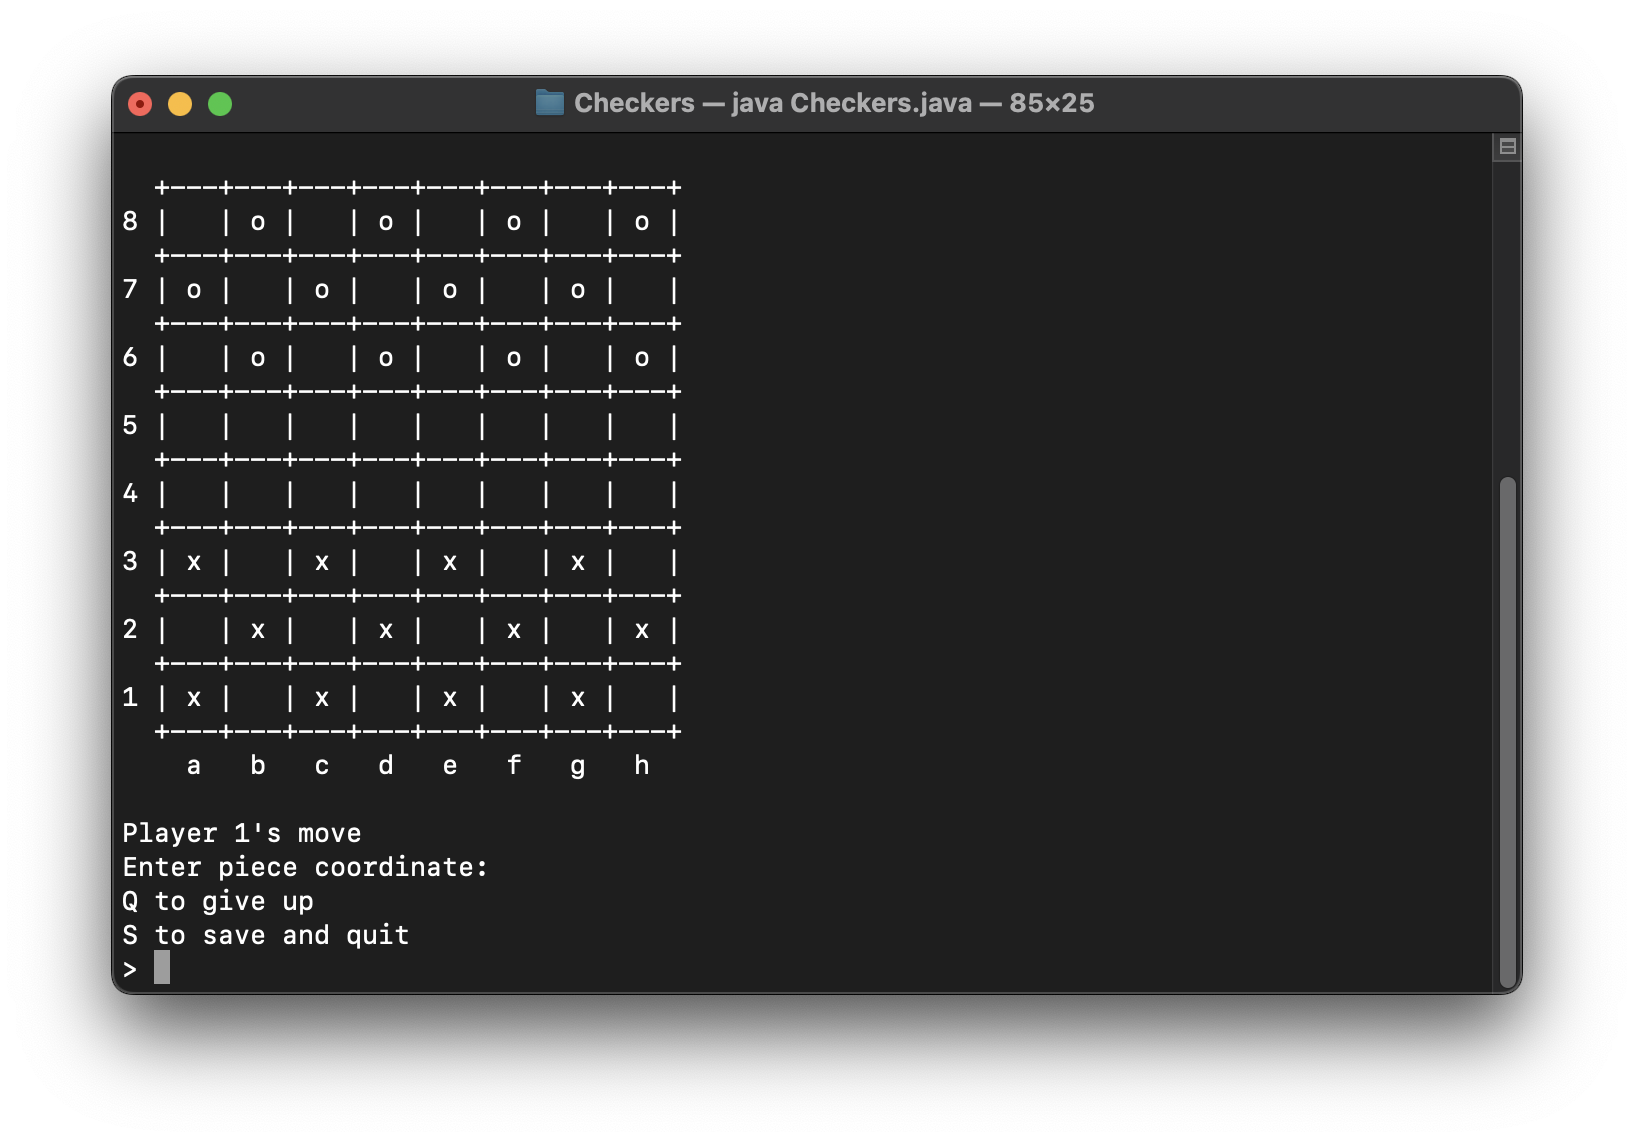 Checkers — java Checkers.java — 85×25
  +---+---+---+---+---+---+---+---+
8 |   | o |   | o |   | o |   | o |
  +---+---+---+---+---+---+---+---+
7 | o |   | o |   | o |   | o |   |
  +---+---+---+---+---+---+---+---+
6 |   | o |   | o |   | o |   | o |
  +---+---+---+---+---+---+---+---+
5 |   |   |   |   |   |   |   |   |
  +---+---+---+---+---+---+---+---+
4 |   |   |   |   |   |   |   |   |
  +---+---+---+---+---+---+---+---+
3 | x |   | x |   | x |   | x |   |
  +---+---+---+---+---+---+---+---+
2 |   | x |   | x |   | x |   | x |
  +---+---+---+---+---+---+---+---+
1 | x |   | x |   | x |   | x |   |
  +---+---+---+---+---+---+---+---+
    a   b   c   d   e   f   g   h
Player 1's move
Enter piece coordinate:
Q to give up
S to save and quit
>